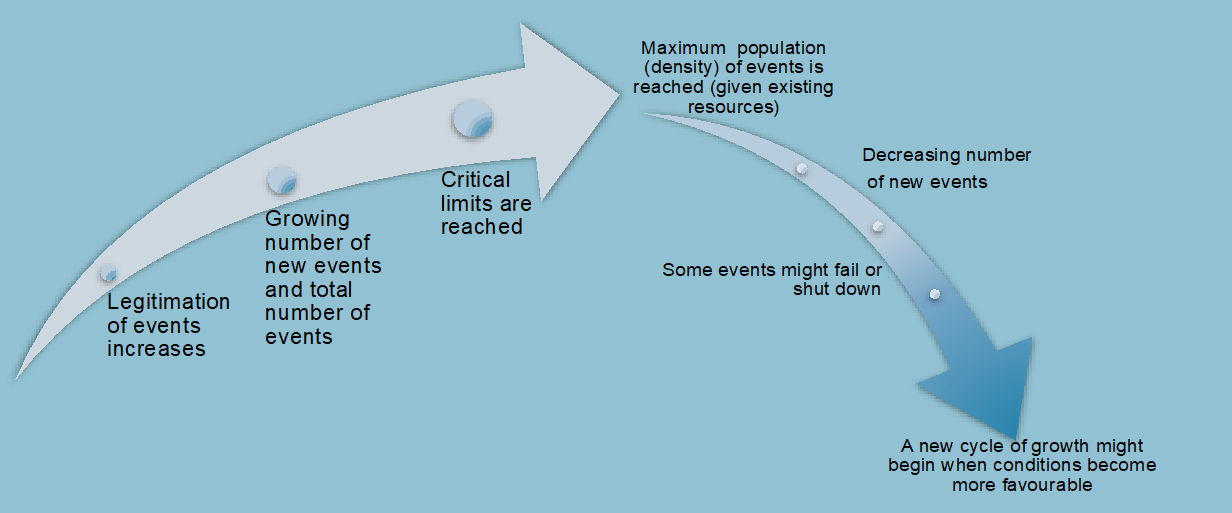 Legitimation
of events
increases
Growing
number of
new events
and total
number of
events
Critical
limits are
reached
Maximum population
(density) of events is
reached (given existing
resources)
Decreasing number
of new events
Some events might fail or
shut down
A new cycle of growth might
begin when conditions become
more favourable